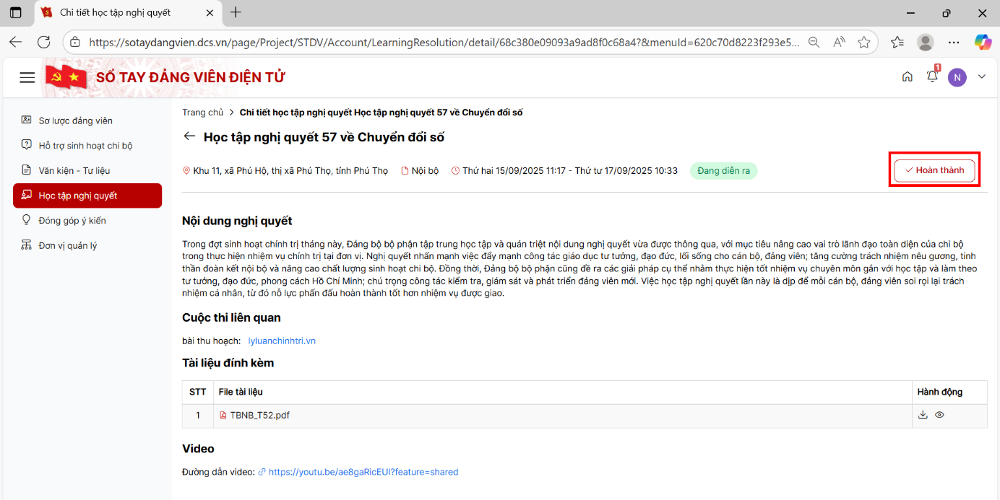 Chi tiết học tập nghị quyết
https://sotaydangvien.dcs.vn/page/Project/STDV/Account/LearningResolution/detail/68c380e09093a9ad8f0c68a4?&menuId=620c70d8223f293e5...
SỔ TAY ĐẢNG VIÊN ĐIỆN TỬ
1
N
Sơ lược đảng viên
Hỗ trợ sinh hoạt chi bộ
Văn kiện - Tư liệu
Học tập nghị quyết
Đóng góp ý kiến
Đơn vị quản lý
Trang chủ > Chi tiết học tập nghị quyết Học tập nghị quyết 57 về Chuyển đổi số
Học tập nghị quyết 57 về Chuyển đổi số
Khu 11, xã Phú Hộ, thị xã Phú Thọ, tỉnh Phú Thọ Nội bộ Thứ hai 15/09/2025 11:17 - Thứ tư 17/09/2025 10:33 Đang diễn ra Hoàn thành
Nội dung nghị quyết
Trong đợt sinh hoạt chính trị tháng này, Đảng bộ bộ phận tập trung học tập và quán triệt nội dung nghị quyết vừa được thông qua, với mục tiêu nâng cao vai trò lãnh đạo toàn diện của chi bộ
trong thực hiện nhiệm vụ chính trị tại đơn vị. Nghị quyết nhấn mạnh việc đẩy mạnh công tác giáo dục tư tưởng, đạo đức, lối sống cho cán bộ, đảng viên; tăng cường trách nhiệm nêu gương, tinh
thần đoàn kết nội bộ và nâng cao chất lượng sinh hoạt chi bộ. Đồng thời, Đảng bộ bộ phận cũng đề ra các giải pháp cụ thể nhằm thực hiện tốt nhiệm vụ chuyên môn gắn với học tập và làm theo
tư tưởng, đạo đức, phong cách Hồ Chí Minh; chú trọng công tác kiểm tra, giám sát và phát triển đảng viên mới. Việc học tập nghị quyết lần này là dịp để mỗi cán bộ, đảng viên soi rọi lại trách
nhiệm cá nhân, từ đó nỗ lực phấn đấu hoàn thành tốt hơn nhiệm vụ được giao.
Cuộc thi liên quan
bài thu hoạch: lyluanchinhtri.vn
Tài liệu đính kèm
STT File tài liệu Hành động
1 TBNB_T52.pdf
Video
Đường dẫn video: https://youtu.be/ae8gaRicEUI?feature=shared